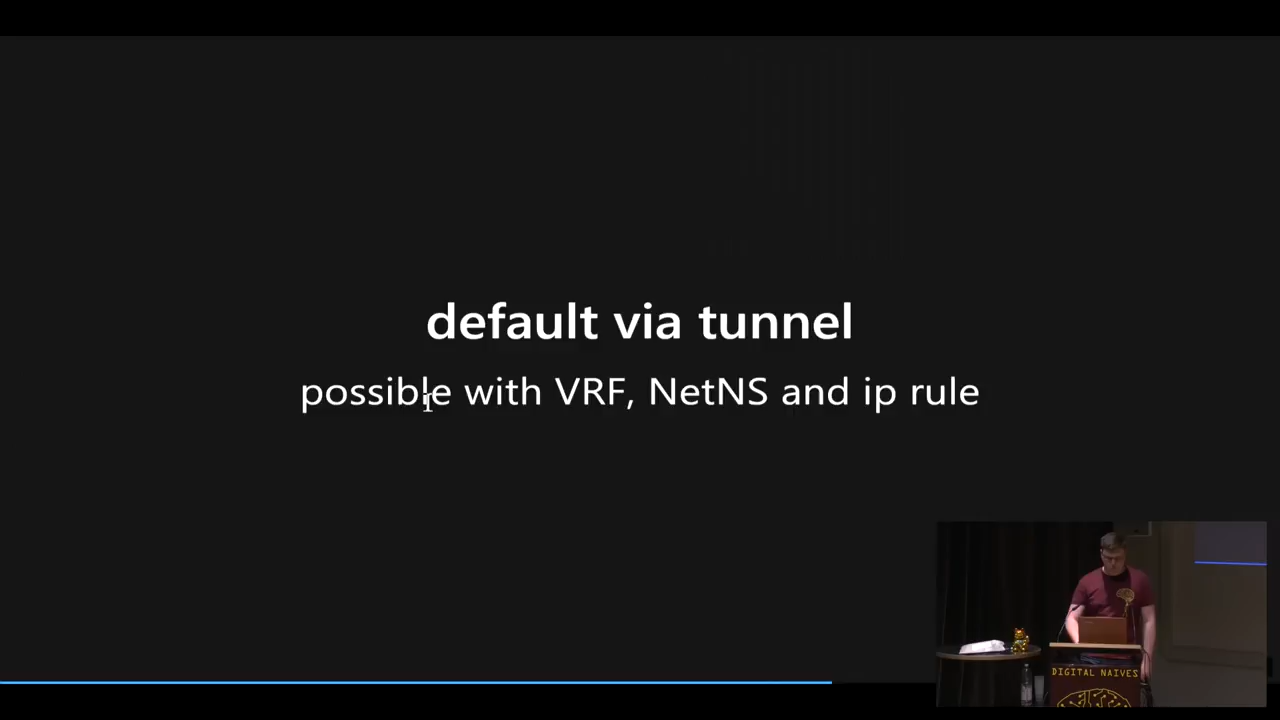 default via tunnel
possible with VRF, NetNS and ip rule
DIGITAL NAIVES